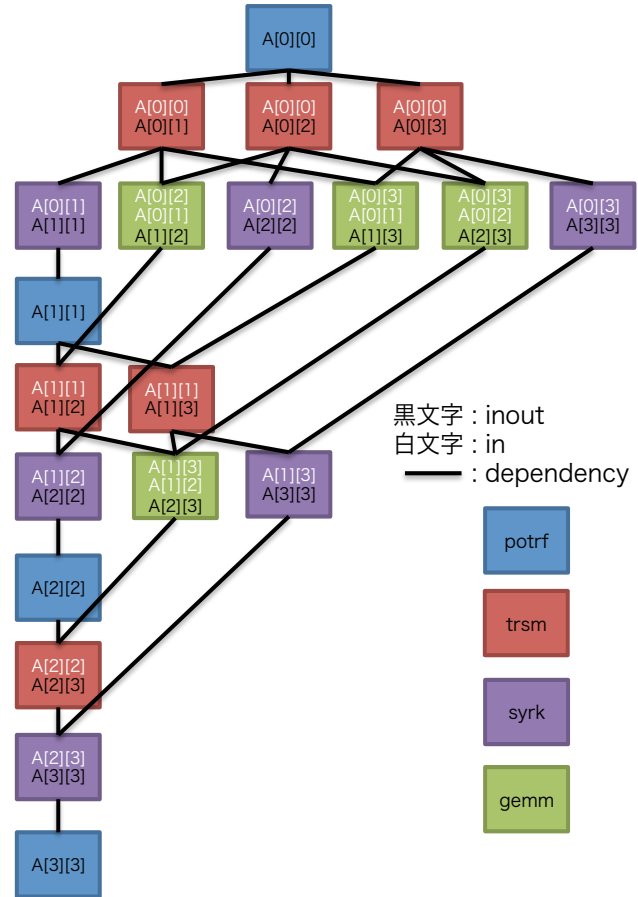 A[0][0]
A[0][0]
A[0][1]
A[0][0]
A[0][2]
A[0][0]
A[0][3]
A[0][1]
A[1][1]
A[0][2]
A[0][1]
A[1][2]
A[0][2]
A[2][2]
A[0][3]
A[0][1]
A[1][3]
A[0][3]
A[0][2]
A[2][3]
A[0][3]
A[3][3]
A[1][1]
A[1][1]
A[1][2]
A[1][1]
A[1][3]
黒文字 : inout
白文字 : in
: dependency
A[1][2]
A[2][2]
A[1][3]
A[1][2]
A[2][3]
A[1][3]
A[3][3]
potrf
A[2][2]
trsm
A[2][2]
A[2][3]
syrk
A[2][3]
A[3][3]
gemm
A[3][3]